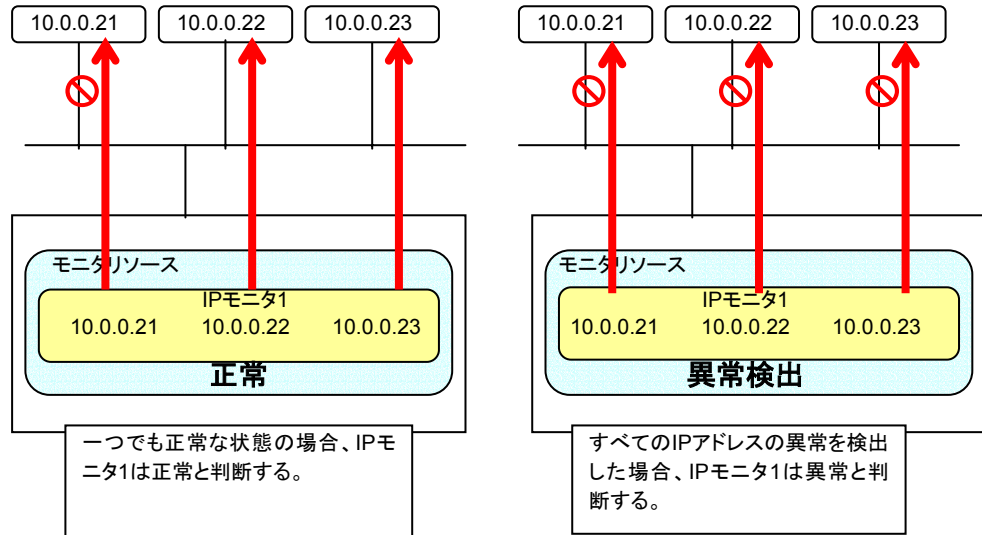 10.0.0.21
10.0.0.22
10.0.0.23
モニタリソース
IPモニタ1
10.0.0.21 10.0.0.22 10.0.0.23
正常
一つでも正常な状態の場合、IPモ
ニタ1は正常と判断する。
10.0.0.21
10.0.0.22
10.0.0.23
モニタリソース
IPモニタ1
10.0.0.21 10.0.0.22 10.0.0.23
異常検出
すべてのIPアドレスの異常を検出
した場合、IPモニタ1は異常と判
断する。